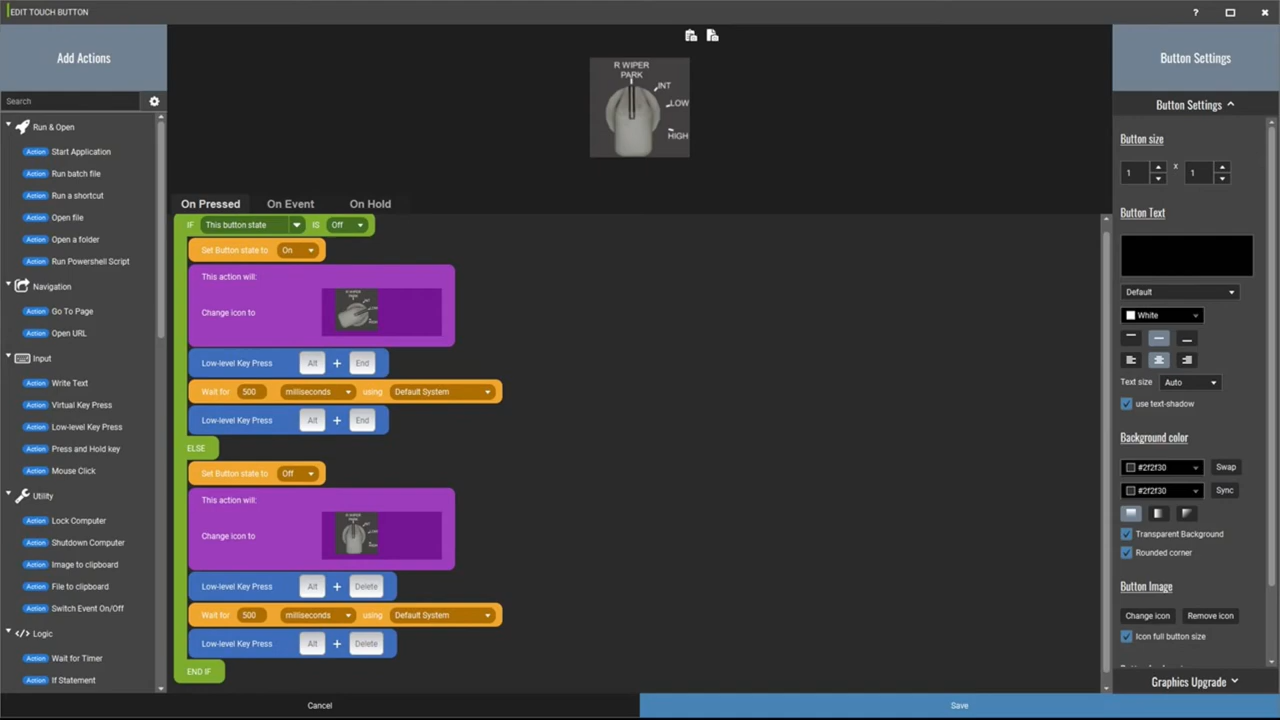 EDIT TOUCH BUTTON
?
Add Actions
Search
Run & Open
Action Start Application
Action Run batch file
Action Run a shortcut
Action Open file
Action Open a folder
Action Run Powershell Script
Navigation
Action Go To Page
Action Open URL
Input
Action Write Text
Action Virtual Key Press
Action Low-level Key Press
Action Press and Hold key
Action Mouse Click
Utility
Action Lock Computer
Action Shutdown Computer
Action Image to clipboard
Action File to clipboard
Action Switch Event On/Off
</> Logic
Action Wait for Timer
Action If Statement
R WIPER
PARK
INT
LOW
HIGH
On Pressed On Event On Hold
IF This button state IS Off
Set Button state to On
This action will:
Change icon to
Low-level Key Press Alt + End
Wait for 500 milliseconds using Default System
Low-level Key Press Alt + End
ELSE
Set Button state to Off
This action will:
Change icon to
Low-level Key Press Alt + Delete
Wait for 500 milliseconds using Default System
Low-level Key Press Alt + Delete
END IF
Button Settings
Button Settings
Button size
1 x 1
Button Text
Default
White
Text size Auto
use text-shadow
Background color
#2f2f30 Swap
#2f2f30 Sync
Transparent Background
Rounded corner
Button Image
Change icon Remove icon
Icon full button size
Graphics Upgrade
Cancel Save